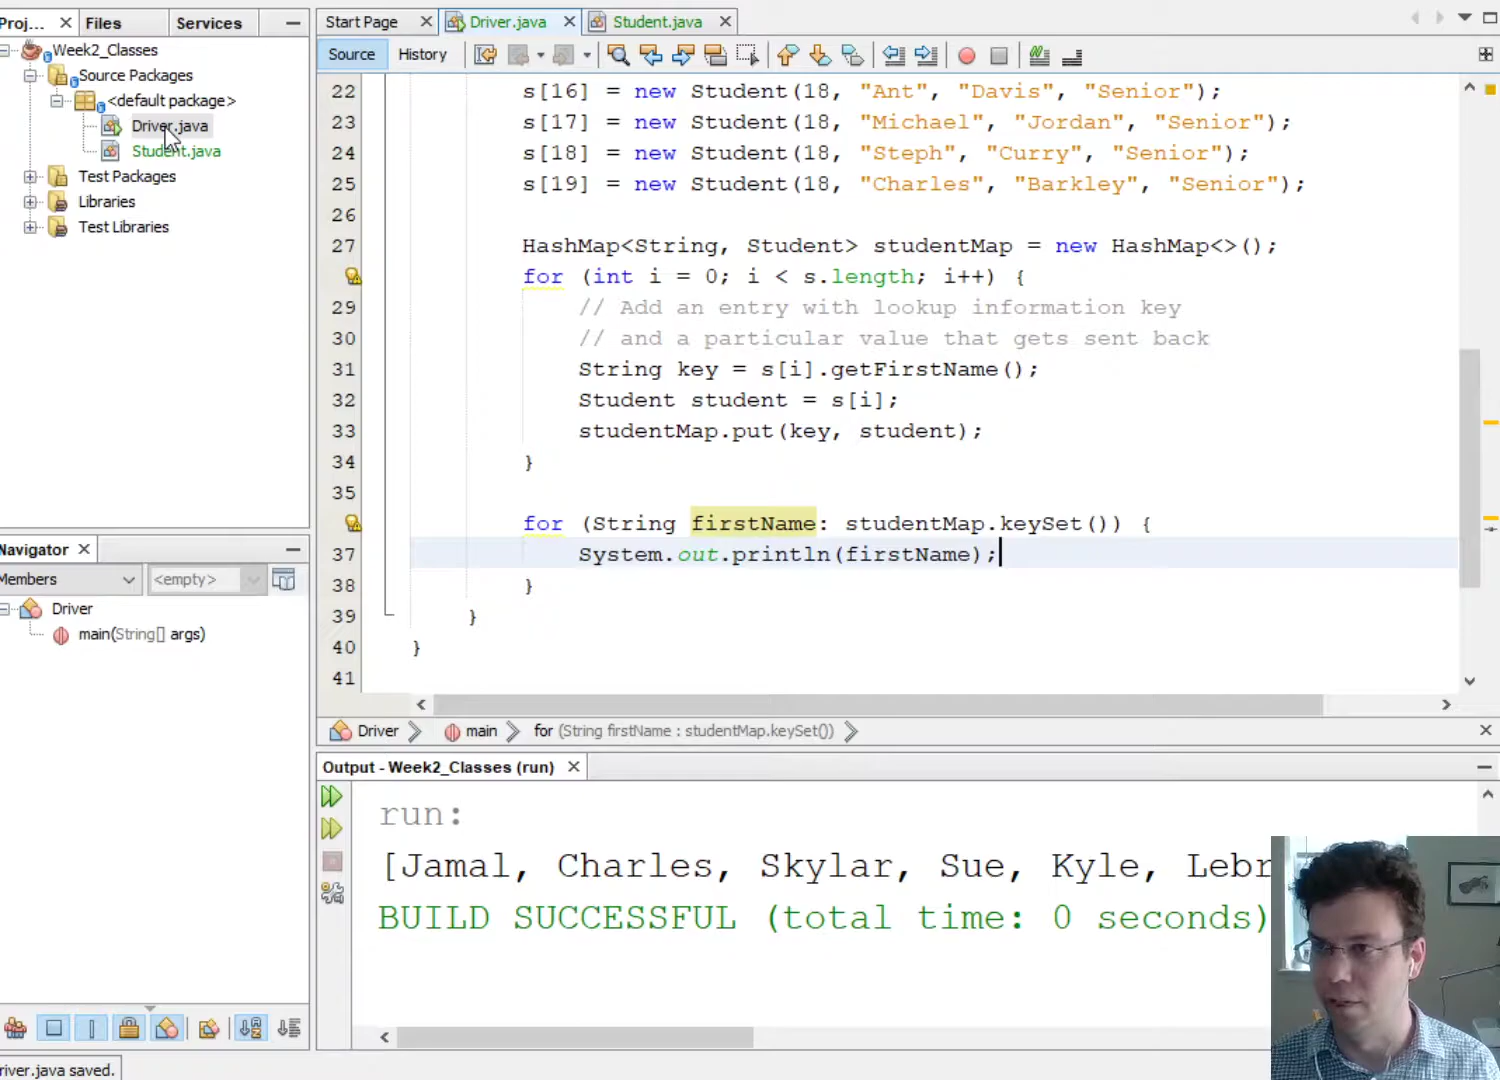 Proj... Files Services
Week2_Classes
Source Packages
<default package>
Driver.java
Student.java
Test Packages
Libraries
Test Libraries
Navigator
Members <empty>
Driver
main(String[] args)
river.java saved.
Start Page Driver.java Student.java
Source History
22 s[16] = new Student(18, "Ant", "Davis", "Senior");
23 s[17] = new Student(18, "Michael", "Jordan", "Senior");
24 s[18] = new Student(18, "Steph", "Curry", "Senior");
25 s[19] = new Student(18, "Charles", "Barkley", "Senior");
26
27 HashMap<String, Student> studentMap = new HashMap<>();
for (int i = 0; i < s.length; i++) {
29 // Add an entry with lookup information key
30 // and a particular value that gets sent back
31 String key = s[i].getFirstName();
32 Student student = s[i];
33 studentMap.put(key, student);
34 }
35
for (String firstName: studentMap.keySet()) {
37 System.out.println(firstName);
38 }
39 }
40 }
41
Driver main for (String firstName : studentMap.keySet())
Output - Week2_Classes (run)
run:
[Jamal, Charles, Skylar, Sue, Kyle, Lebr
BUILD SUCCESSFUL (total time: 0 seconds)